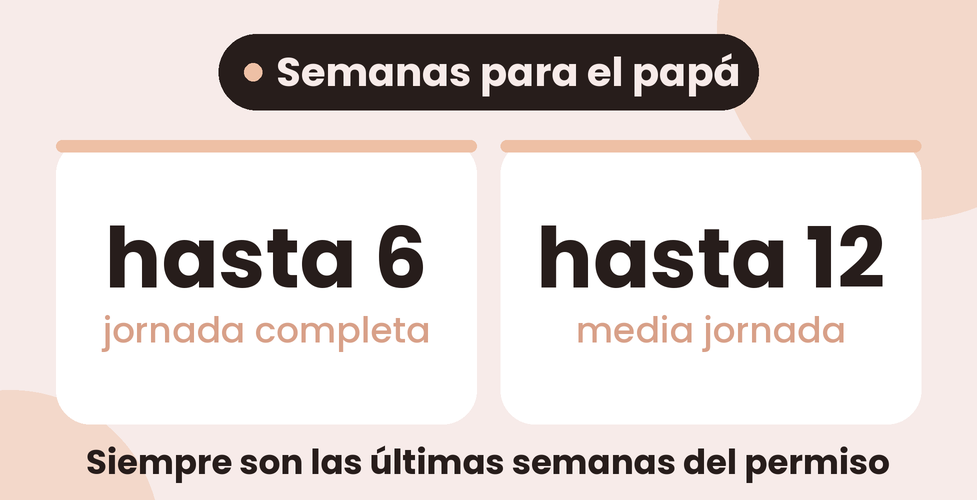 Semanas para el papá
hasta 6
jornada completa
hasta 12
media jornada
Siempre son las últimas semanas del permiso